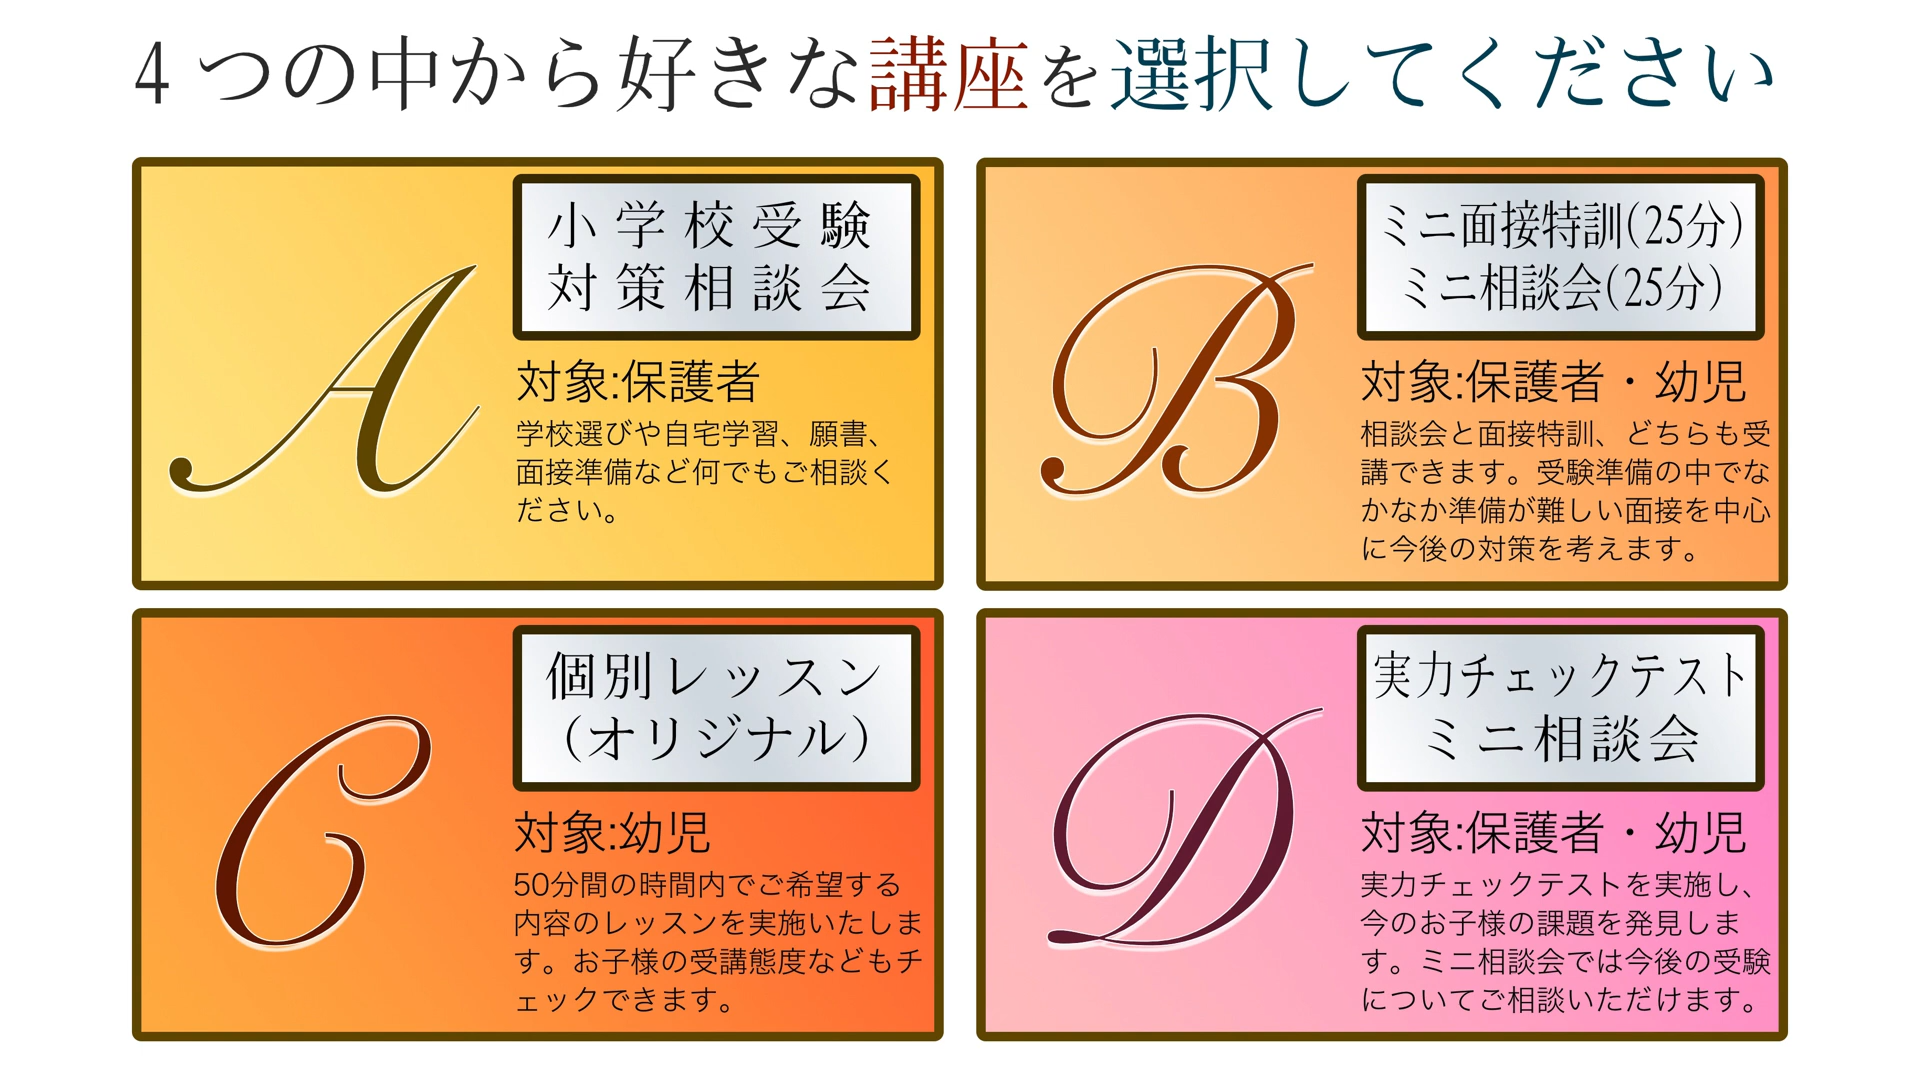 4つの中から好きな講座を選択してください
A
小学校受験
対策相談会
対象:保護者
学校選びや自宅学習、願書、
面接準備など何でもご相談く
ださい。
B
ミニ面接特訓(25分)
ミニ相談会(25分)
対象:保護者・幼児
相談会と面接特訓、どちらも受
講できます。受験準備の中でな
かなか準備が難しい面接を中心
に今後の対策を考えます。
C
個別レッスン
（オリジナル）
対象:幼児
50分間の時間内でご希望する
内容のレッスンを実施いたしま
す。お子様の受講態度などもチ
ェックできます。
D
実力チェックテスト
ミニ相談会
対象:保護者・幼児
実力チェックテストを実施し、
今のお子様の課題を発見しま
す。ミニ相談会では今後の受験
についてご相談いただけます。